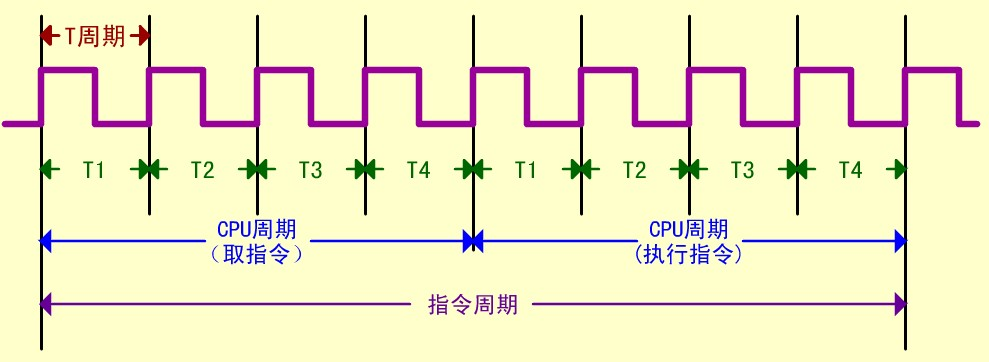 T周期
T1 T2 T3 T4 T1 T2 T3 T4
CPU周期 CPU周期
（取指令） (执行指令)
指令周期